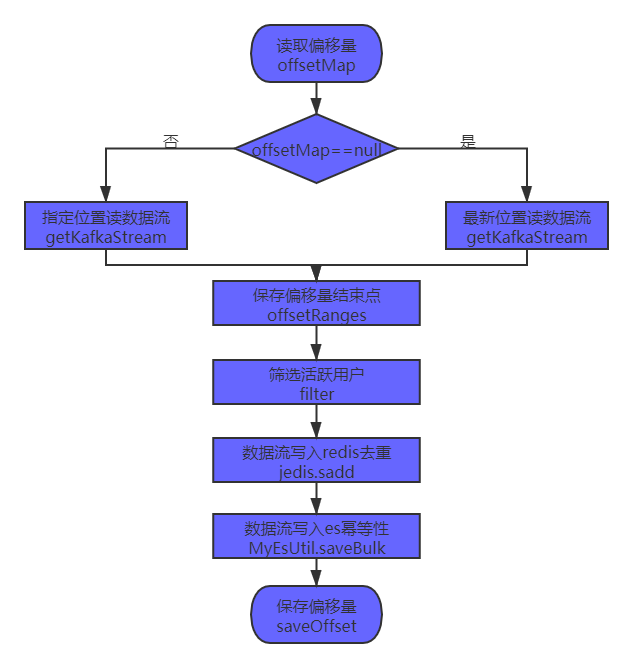 读取偏移量
offsetMap
offsetMap==null
否
是
指定位置读数据流
getKafkaStream
最新位置读数据流
getKafkaStream
保存偏移量结束点
offsetRanges
筛选活跃用户
filter
数据流写入redis去重
jedis.sadd
数据流写入es幂等性
MyEsUtil.saveBulk
保存偏移量
saveOffset